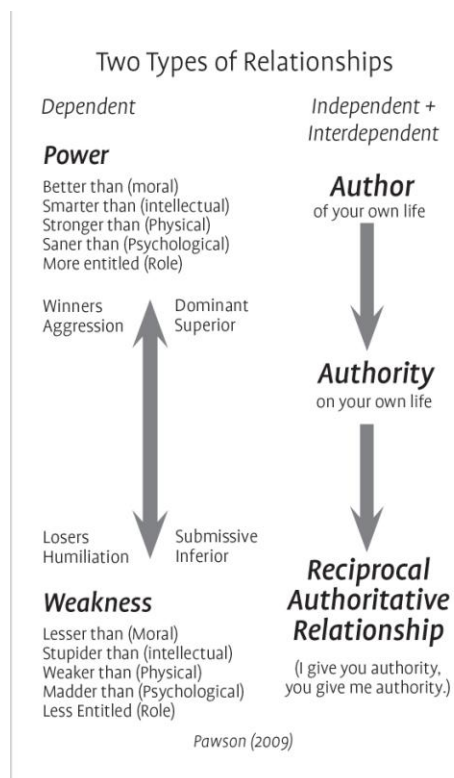 Two Types of Relationships
Dependent
Power
Better than (moral)
Smarter than (intellectual)
Stronger than (Physical)
Saner than (Psychological)
More entitled (Role)
Winners
Aggression
Dominant
Superior
Losers
Humiliation
Submissive
Inferior
Weakness
Lesser than (Moral)
Stupider than (intellectual)
Weaker than (Physical)
Madder than (Psychological)
Less Entitled (Role)
Independent +
Interdependent
Author
of your own life
Authority
on your own life
Reciprocal
Authoritative
Relationship
(I give you authority,
you give me authority.)
Pawson (2009)